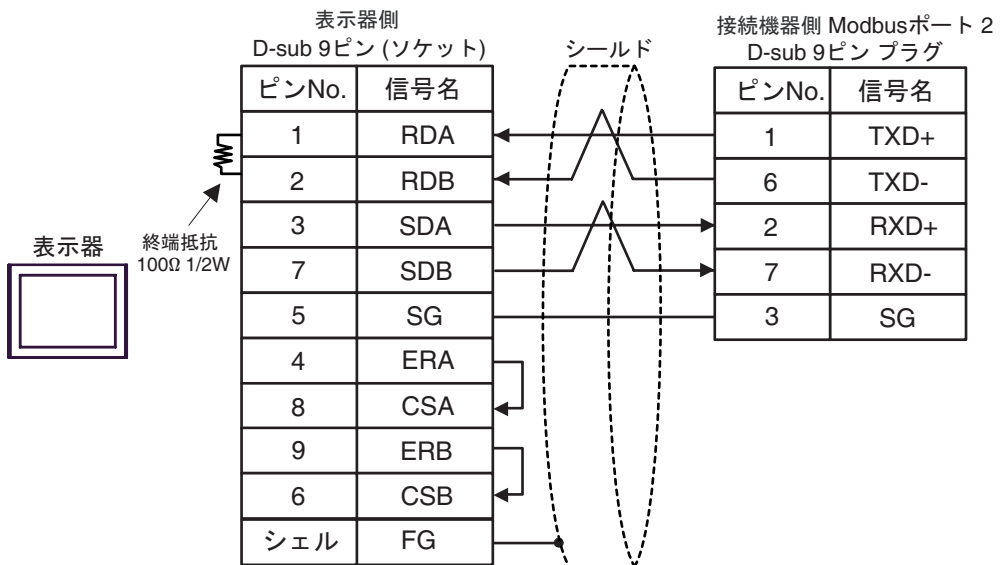 表示器側
D-sub 9ピン (ソケット)
シールド
接続機器側 Modbusポート 2
D-sub 9ピン プラグ
ピンNo. 信号名
1 RDA
2 RDB
3 SDA
7 SDB
5 SG
4 ERA
8 CSA
9 ERB
6 CSB
シェル FG
ピンNo. 信号名
1 TXD+
6 TXD-
2 RXD+
7 RXD-
3 SG
表示器
終端抵抗
100Ω 1/2W